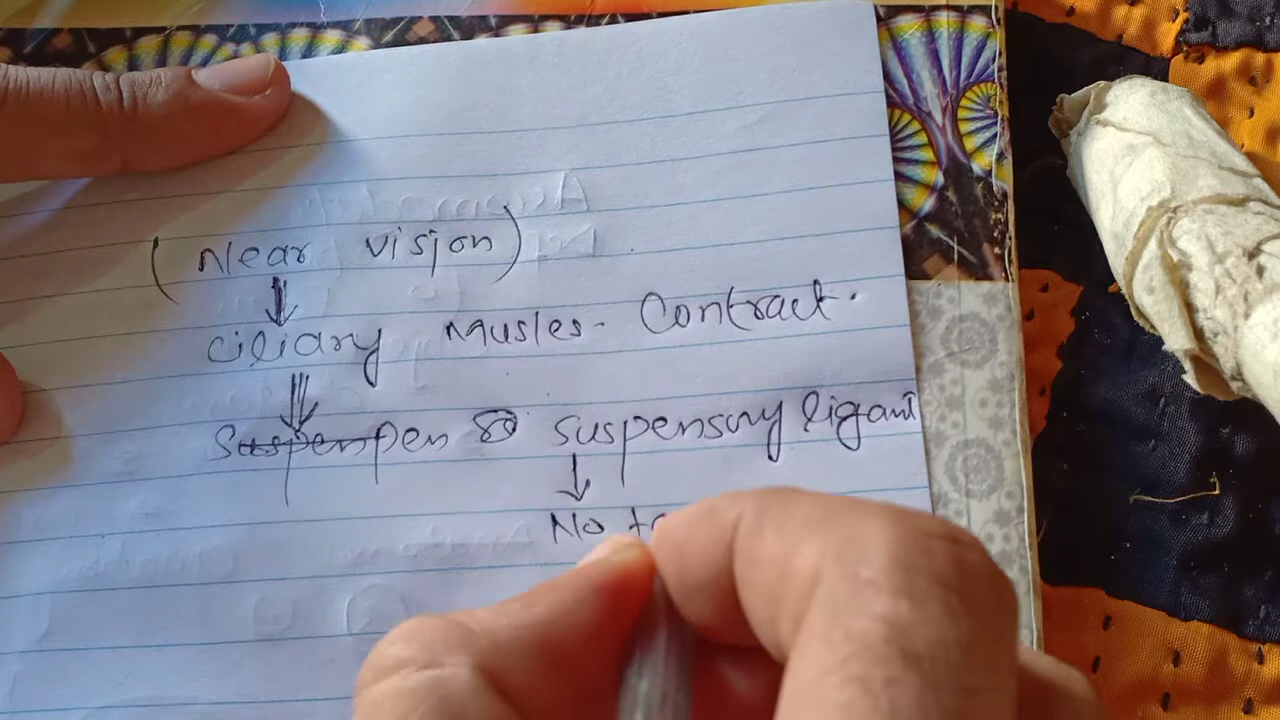 (Near vision)
ciliary Musles. Contract.
Suspenpen suspensory ligant
No